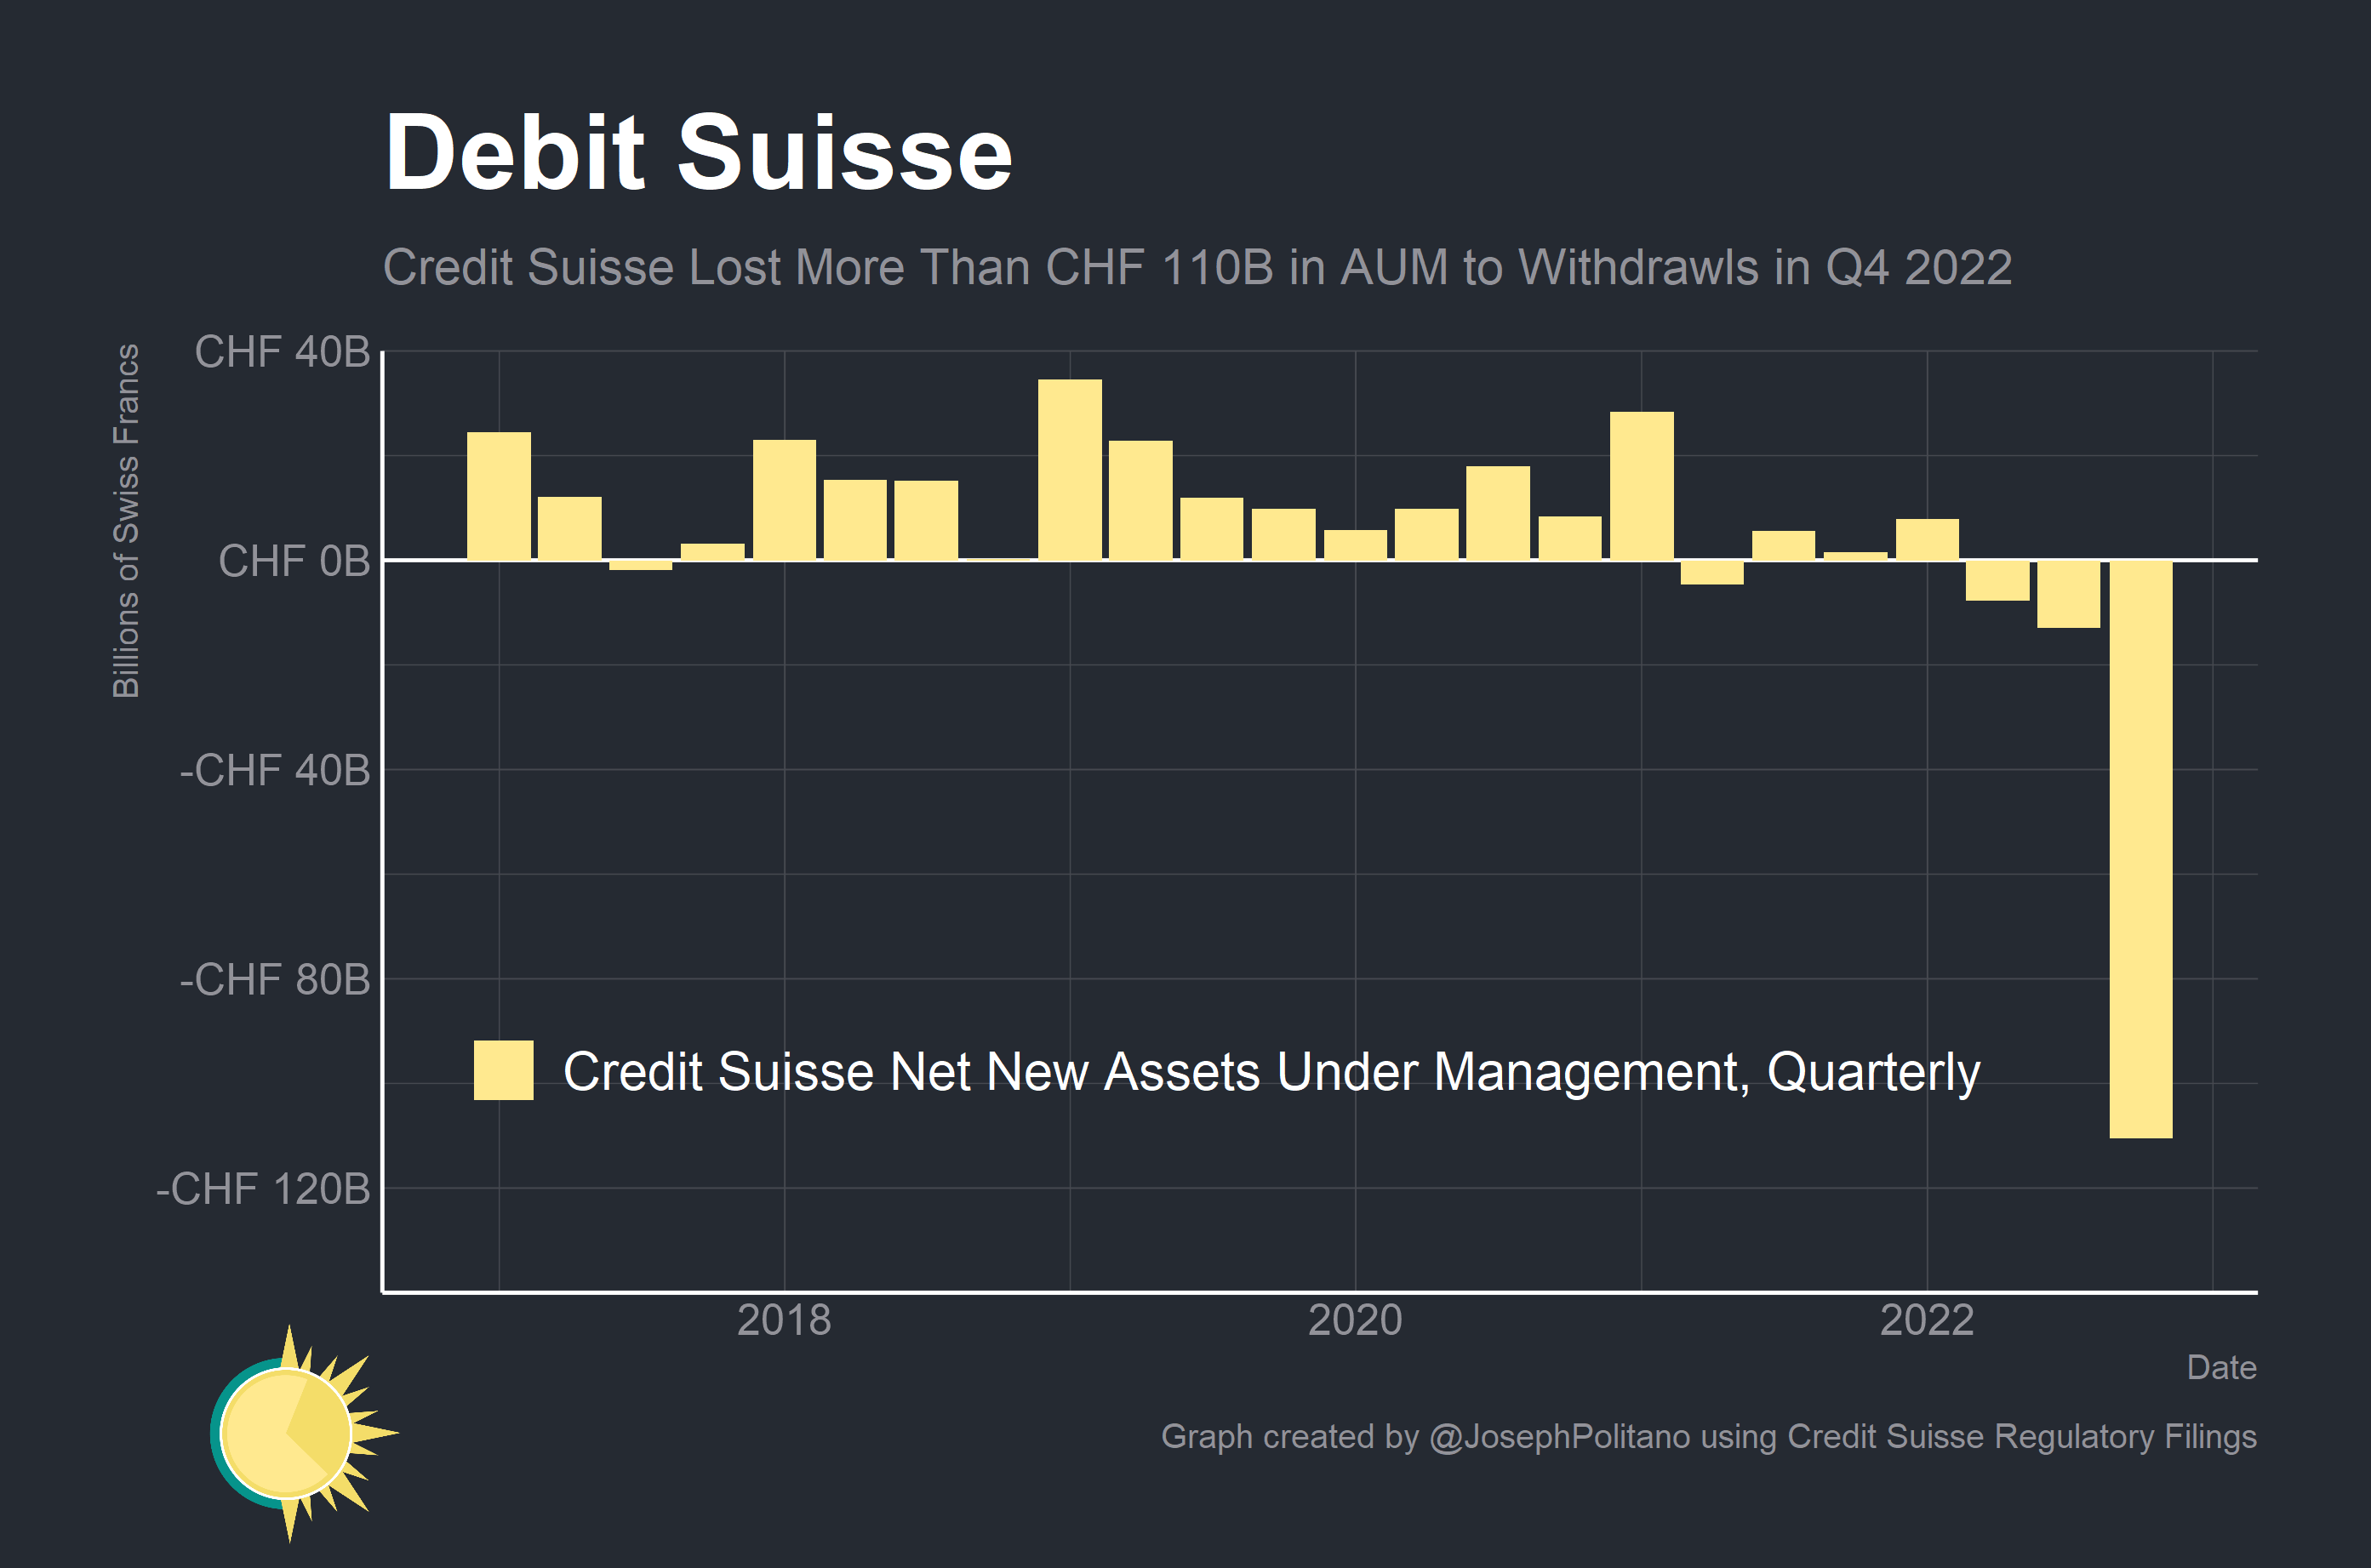 Debit Suisse
Credit Suisse Lost More Than CHF 110B in AUM to Withdrawls in Q4 2022
Billions of Swiss Francs
CHF 40B
CHF 0B
-CHF 40B
-CHF 80B
-CHF 120B
Credit Suisse Net New Assets Under Management, Quarterly
2018
2020
2022
Date
Graph created by @JosephPolitano using Credit Suisse Regulatory Filings